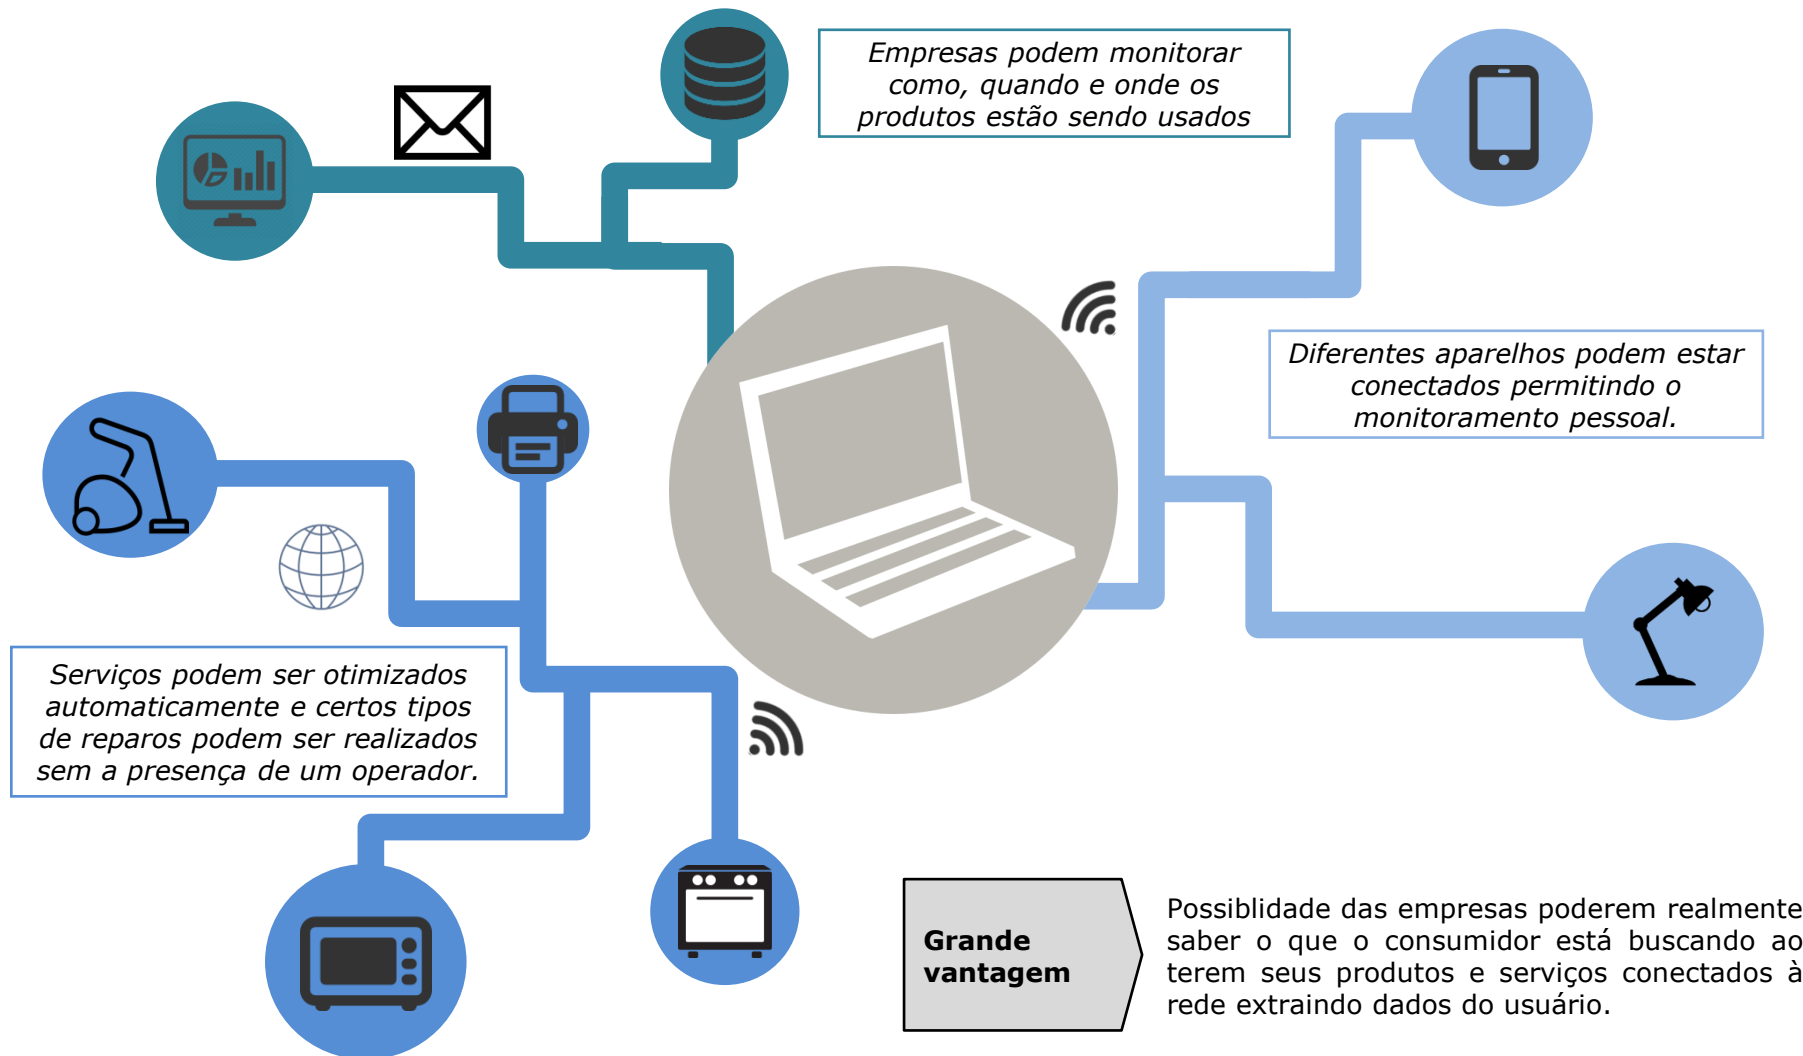 Empresas podem monitorar
como, quando e onde os
produtos estão sendo usados
Diferentes aparelhos podem estar
conectados permitindo o
monitoramento pessoal.
Serviços podem ser otimizados
automaticamente e certos tipos
de reparos podem ser realizados
sem a presença de um operador.
Grande
vantagem
Possiblidade das empresas poderem realmente
saber o que o consumidor está buscando ao
terem seus produtos e serviços conectados à
rede extraindo dados do usuário.